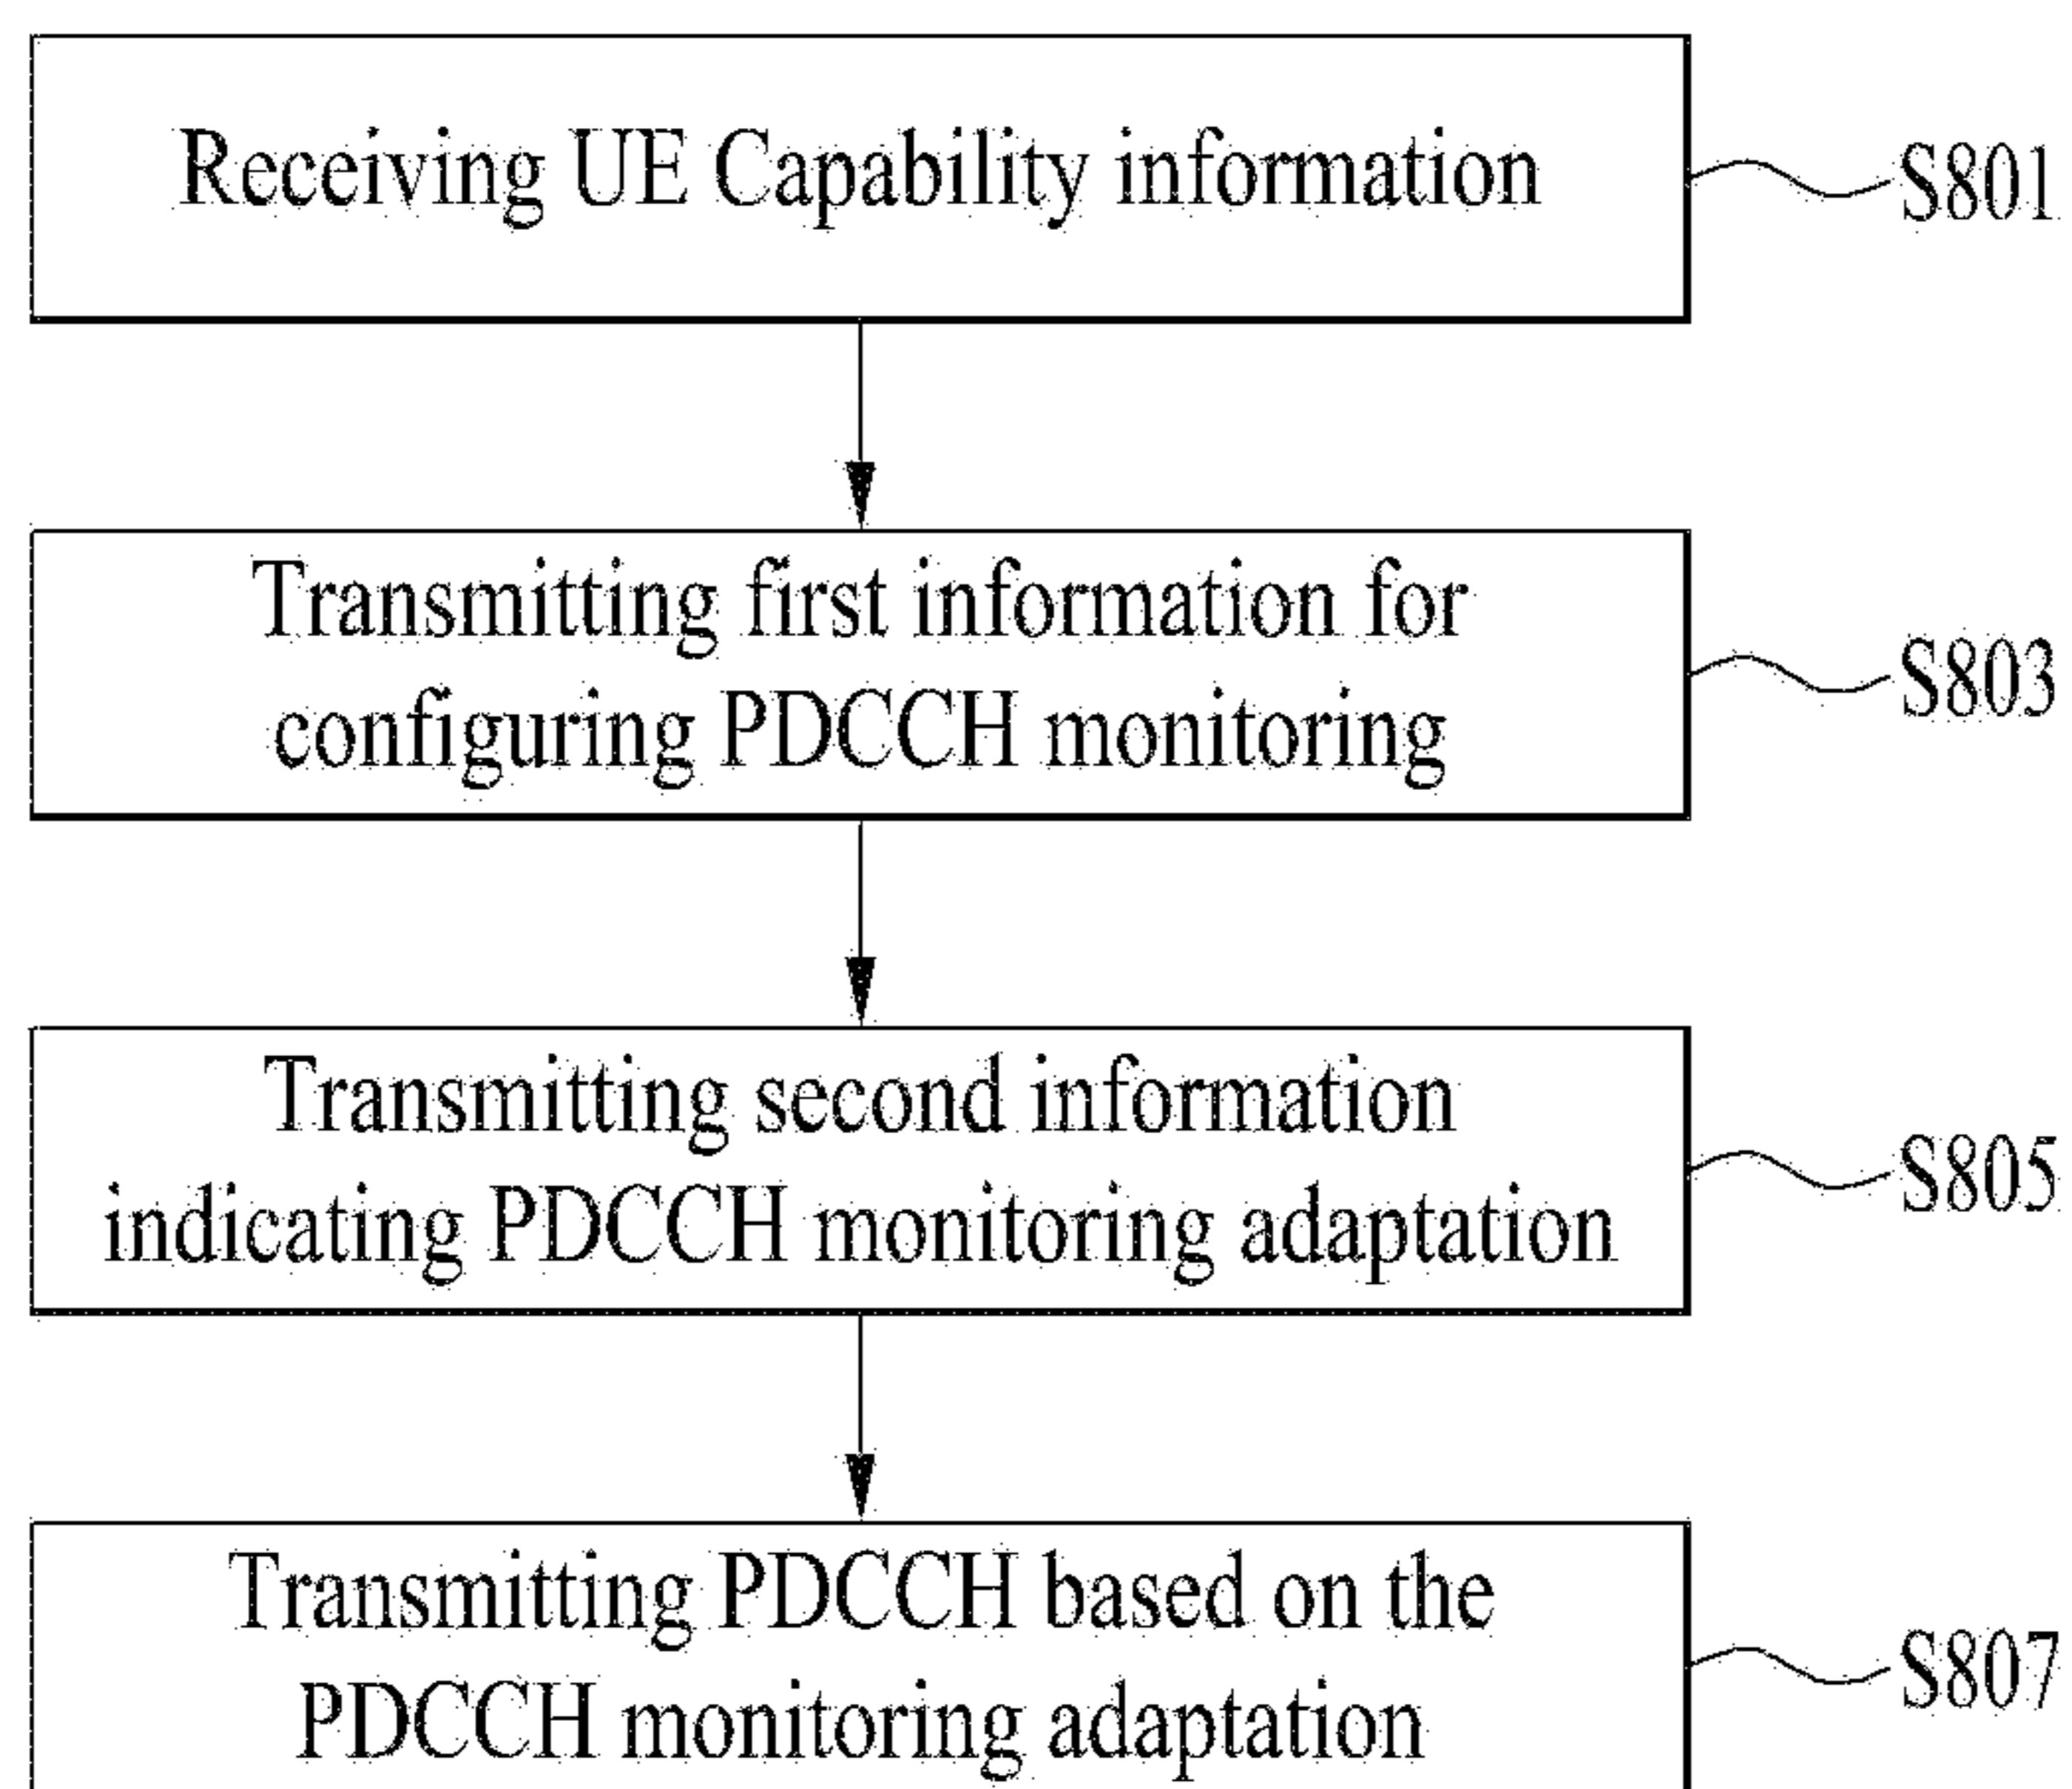 Receiving UE Capability information
S801
Transmitting first information for
configuring PDCCH monitoring
S803
Transmitting second information
indicating PDCCH monitoring adaptation
S805
Transmitting PDCCH based on the
PDCCH monitoring adaptation
S807